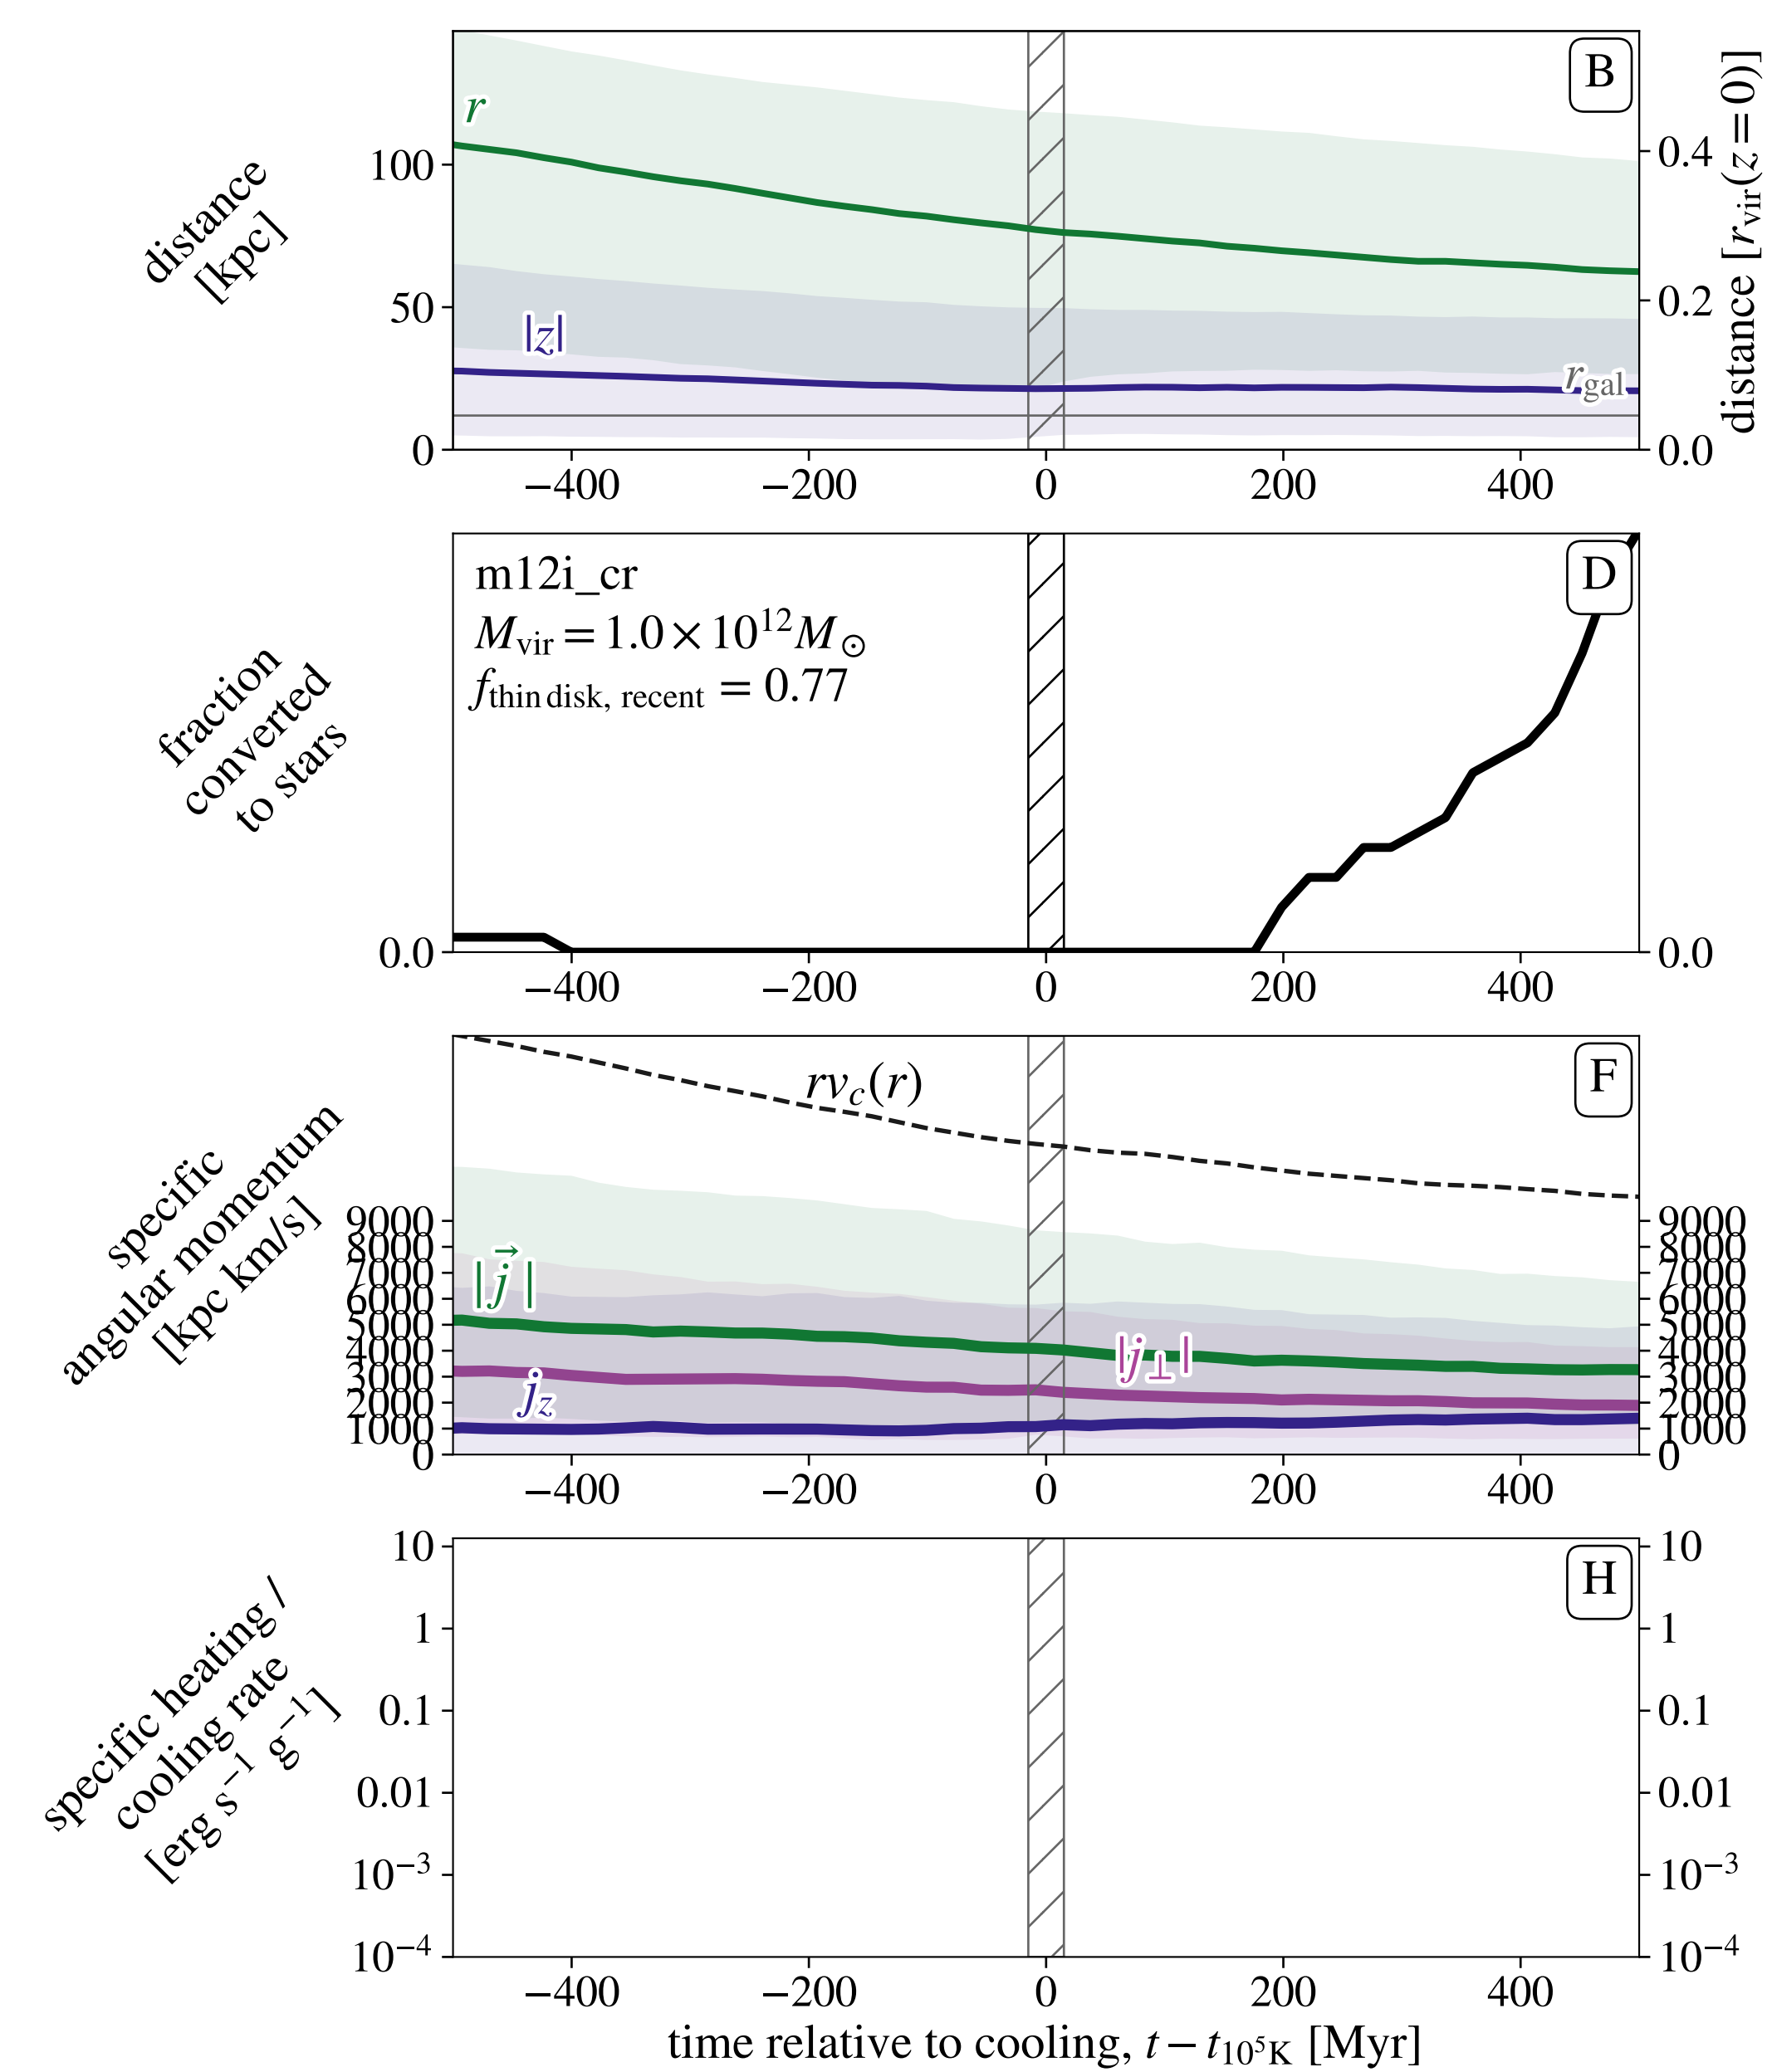 B
r
|z|
r_gal
distance
[kpc]
100
50
0
0.4
0.2
0.0
distance [r_vir(z = 0)]
−400 −200 0 200 400
D
m12i_cr
M_vir = 1.0 × 10^12 M_⊙
f_thin disk, recent = 0.77
fraction
converted
to stars
0.0
0.0
−400 −200 0 200 400
F
rv_c(r)
|j⃗|
|j_⊥|
j_z
specific
angular momentum
[kpc km/s]
9000 9000
8000 8000
7000 7000
6000 6000
5000 5000
4000 4000
3000 3000
2000 2000
1000 1000
0 0
−400 −200 0 200 400
H
specific heating /
cooling rate
[erg s^−1 g^−1]
10 10
1 1
0.1 0.1
0.01 0.01
10^−3 10^−3
10^−4 10^−4
−400 −200 0 200 400
time relative to cooling, t − t_10^5K [Myr]